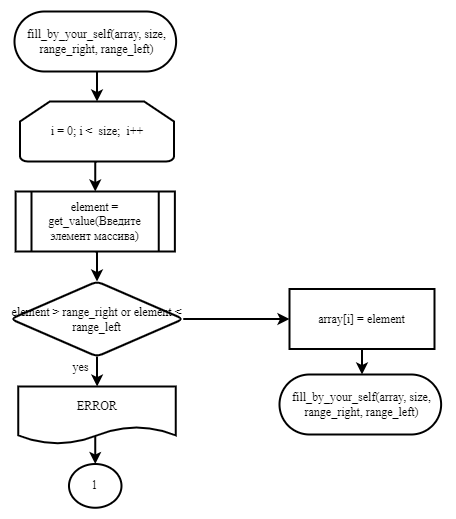 fill_by_your_self(array, size,
range_right, range_left)
i = 0; i < size; i++
element =
get_value(Введите
элемент массива)
element > range_right or element <
range_left
array[i] = element
yes
fill_by_your_self(array, size,
range_right, range_left)
ERROR
1